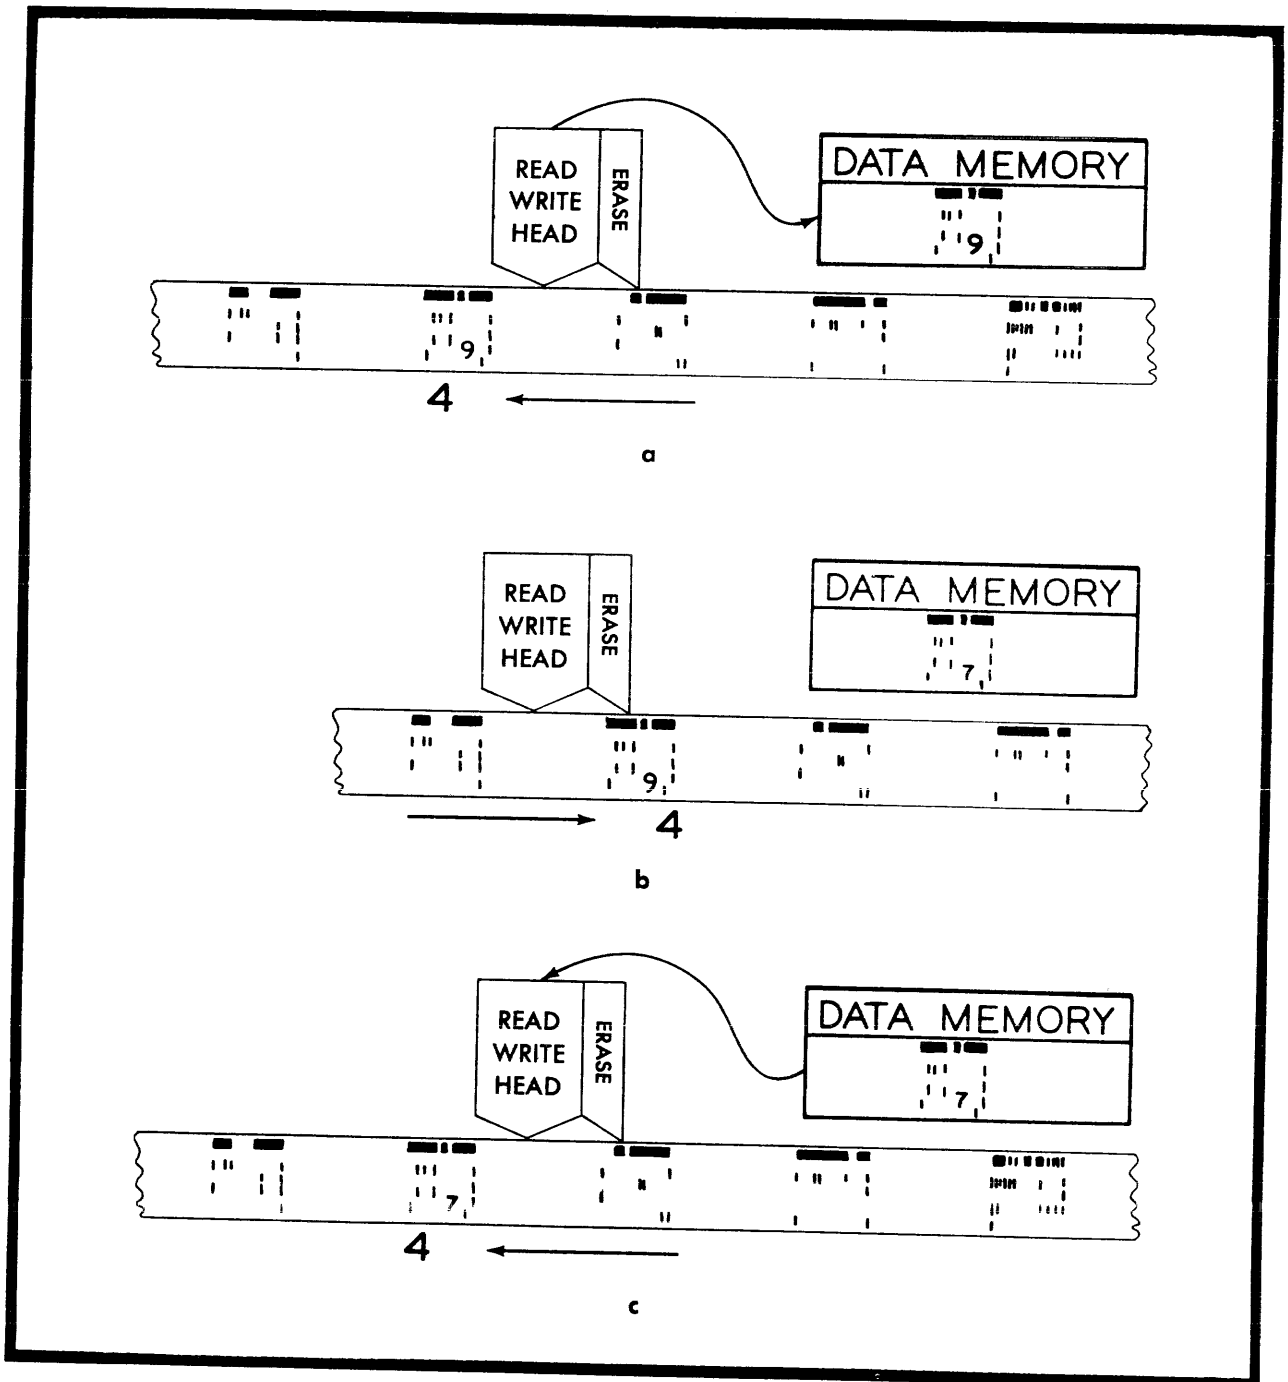 READ
WRITE
HEAD
ERASE
DATA MEMORY
9
9
4
a
READ
WRITE
HEAD
ERASE
DATA MEMORY
7
9
4
b
READ
WRITE
HEAD
ERASE
DATA MEMORY
7
7
4
c